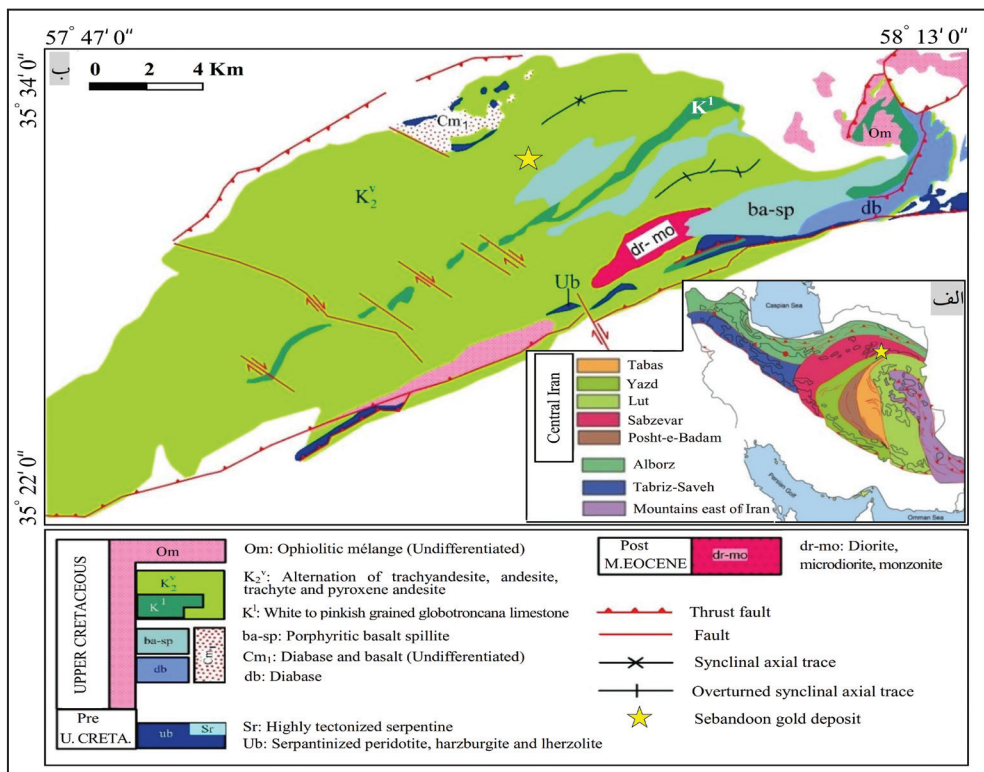 57° 47' 0"
58° 13' 0"
35° 34' 0"
35° 22' 0"
ب
0 2 4 Km
Cm₁
K¹
Om
K₂ᵛ
ba-sp
db
dr- mo
Ub
الف
Caspian Sea
Persian Golf
Omman Sea
Central Iran
Tabas
Yazd
Lut
Sabzevar
Posht-e-Badam
Alborz
Tabriz-Saveh
Mountains east of Iran
UPPER CRETACEOUS
Pre
U. CRETA.
Om
K₂ᵛ
K¹
ba-sp
Cm₁
db
Sr
ub
Om: Ophiolitic mélange (Undifferentiated)
K₂ᵛ: Alternation of trachyandesite, andesite,
trachyte and pyroxene andesite
Kˡ: White to pinkish grained globotroncana limestone
ba-sp: Porphyritic basalt spillite
Cm₁: Diabase and basalt (Undifferentiated)
db: Diabase
Sr: Highly tectonized serpentine
Ub: Serpantinized peridotite, harzburgite and lherzolite
Post
M.EOCENE
dr-mo
dr-mo: Diorite,
microdiorite, monzonite
Thrust fault
Fault
Synclinal axial trace
Overturned synclinal axial trace
Sebandoon gold deposit